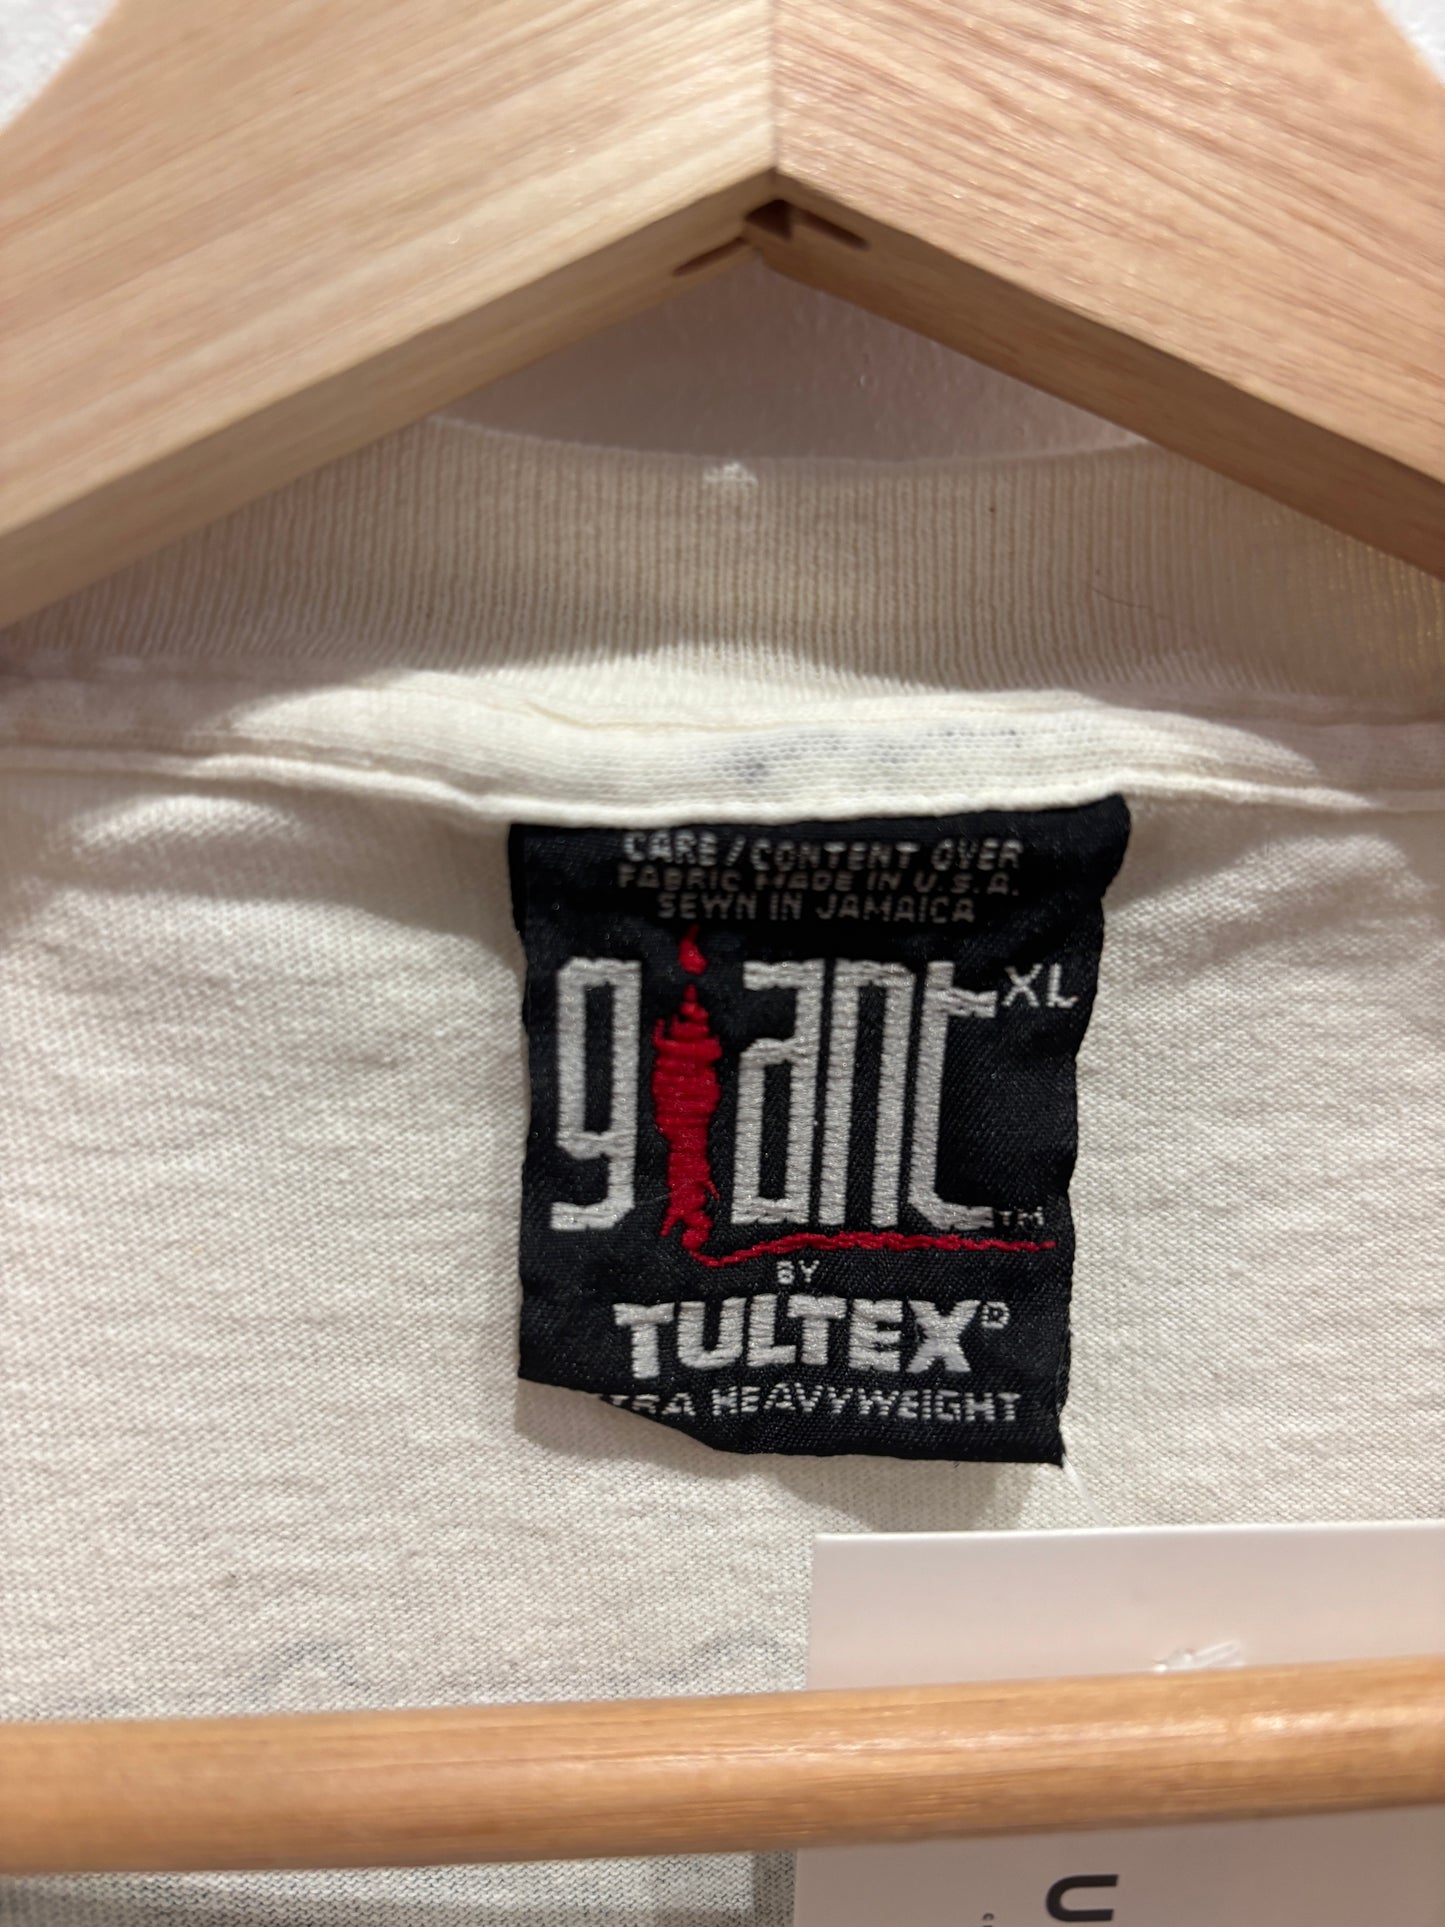 CARE / CONTENT OVER
FABRIC MADE IN U.S.A.
SEWN IN JAMAICA
giant XL
TM
BY
TULTEX®
HEAVYWEIGHT